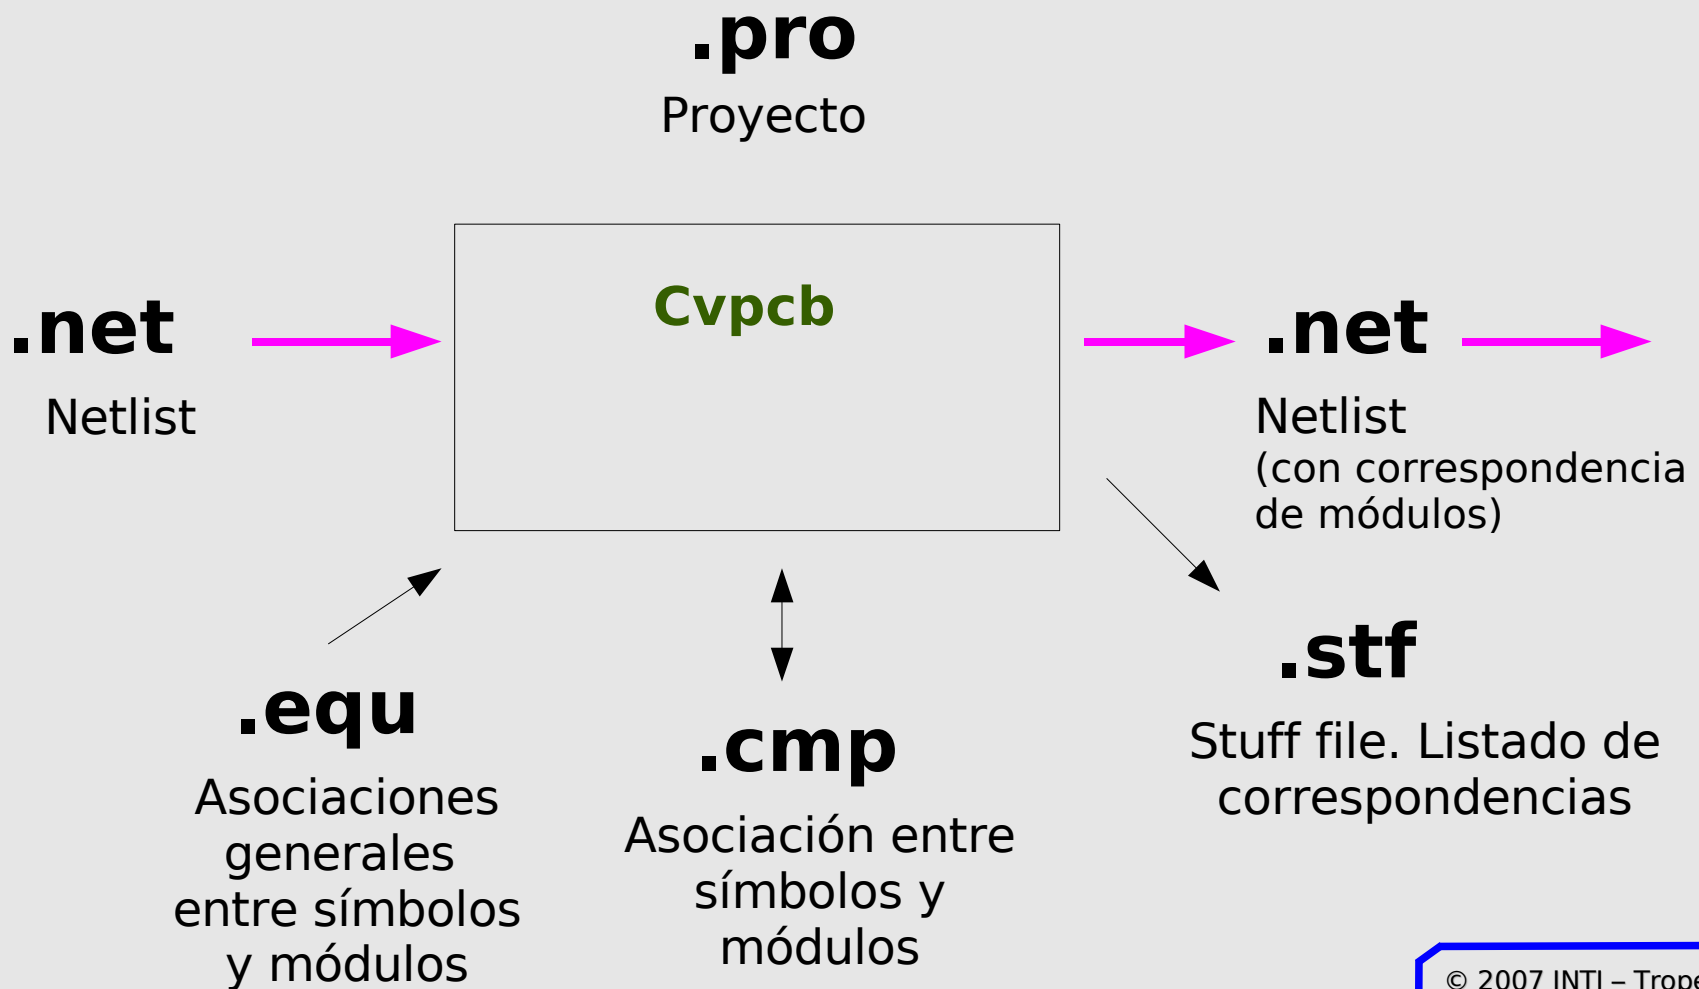 .pro
Proyecto
Cvpcb
.net
Netlist
.net
Netlist
(con correspondencia
de módulos)
.equ
Asociaciones
generales
entre símbolos
y módulos
.cmp
Asociación entre
símbolos y
módulos
.stf
Stuff file. Listado de
correspondencias
© 2007 INTI –